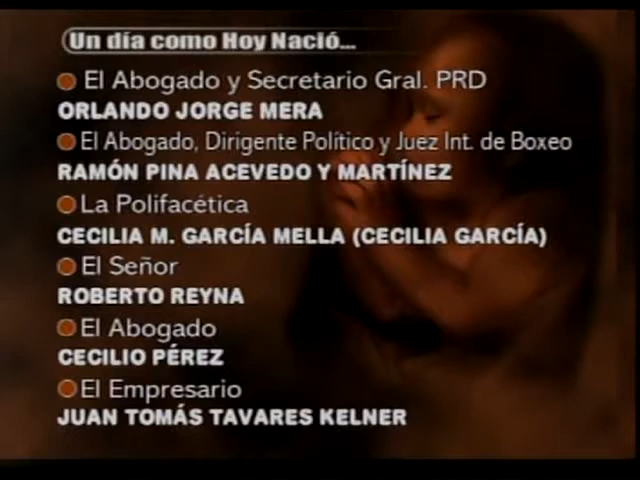 Un día como Hoy Nació...
El Abogado y Secretario Gral. PRD
ORLANDO JORGE MERA
El Abogado, Dirigente Político y Juez Int. de Boxeo
RAMÓN PINA ACEVEDO Y MARTÍNEZ
La Polifacética
CECILIA M. GARCÍA MELLA (CECILIA GARCÍA)
El Señor
ROBERTO REYNA
El Abogado
CECILIO PÉREZ
El Empresario
JUAN TOMÁS TAVARES KELNER